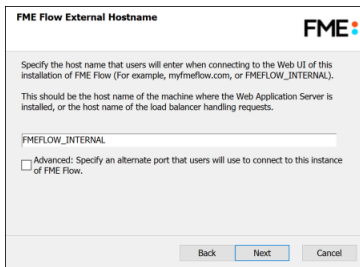 FME Flow External Hostname
FME
Specify the host name that users will enter when connecting to the Web UI of this
installation of FME Flow (For example, myfmeflow.com, or FMEFLOW_INTERNAL).
This should be the host name of the machine where the Web Application Server is
installed, or the host name of the load balancer handling requests.
FMEFLOW_INTERNAL
Advanced: Specify an alternate port that users will use to connect to this instance
of FME Flow.
Back Next Cancel